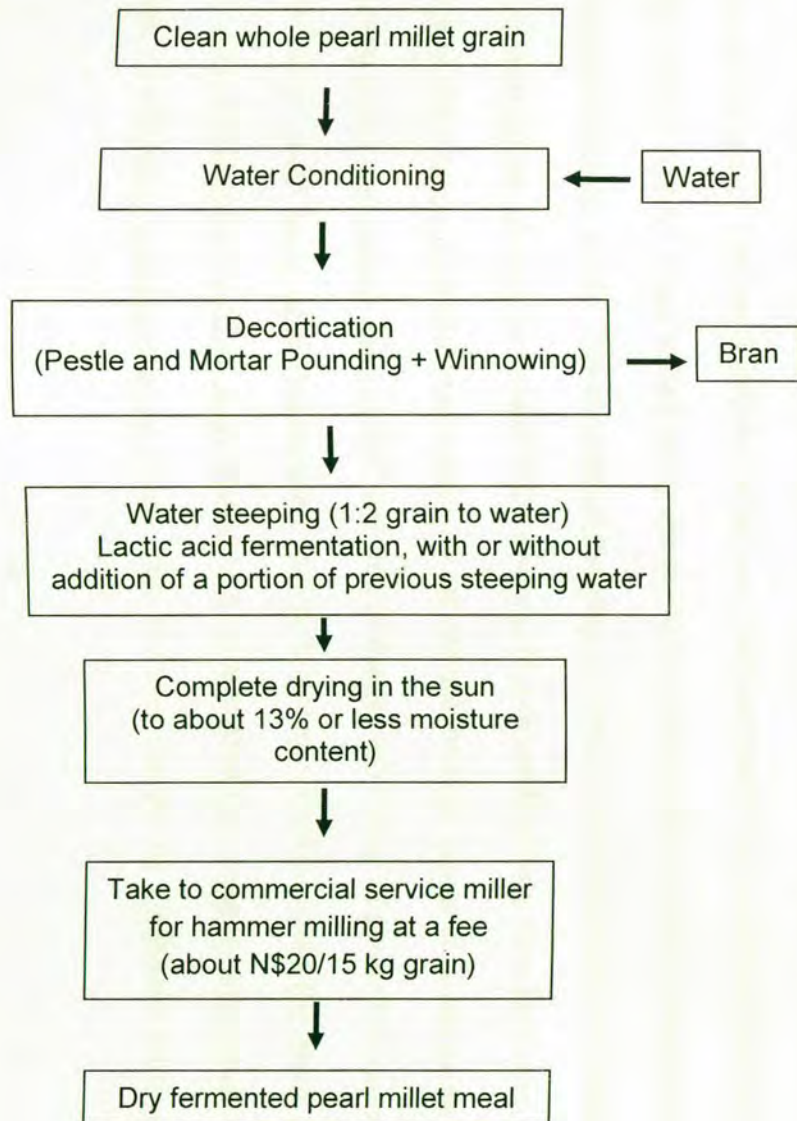 Clean whole pearl millet grain
Water Conditioning
Water
Decortication
(Pestle and Mortar Pounding + Winnowing)
Bran
Water steeping (1:2 grain to water)
Lactic acid fermentation, with or without
addition of a portion of previous steeping water
Complete drying in the sun
(to about 13% or less moisture
content)
Take to commercial service miller
for hammer milling at a fee
(about N$20/15 kg grain)
Dry fermented pearl millet meal